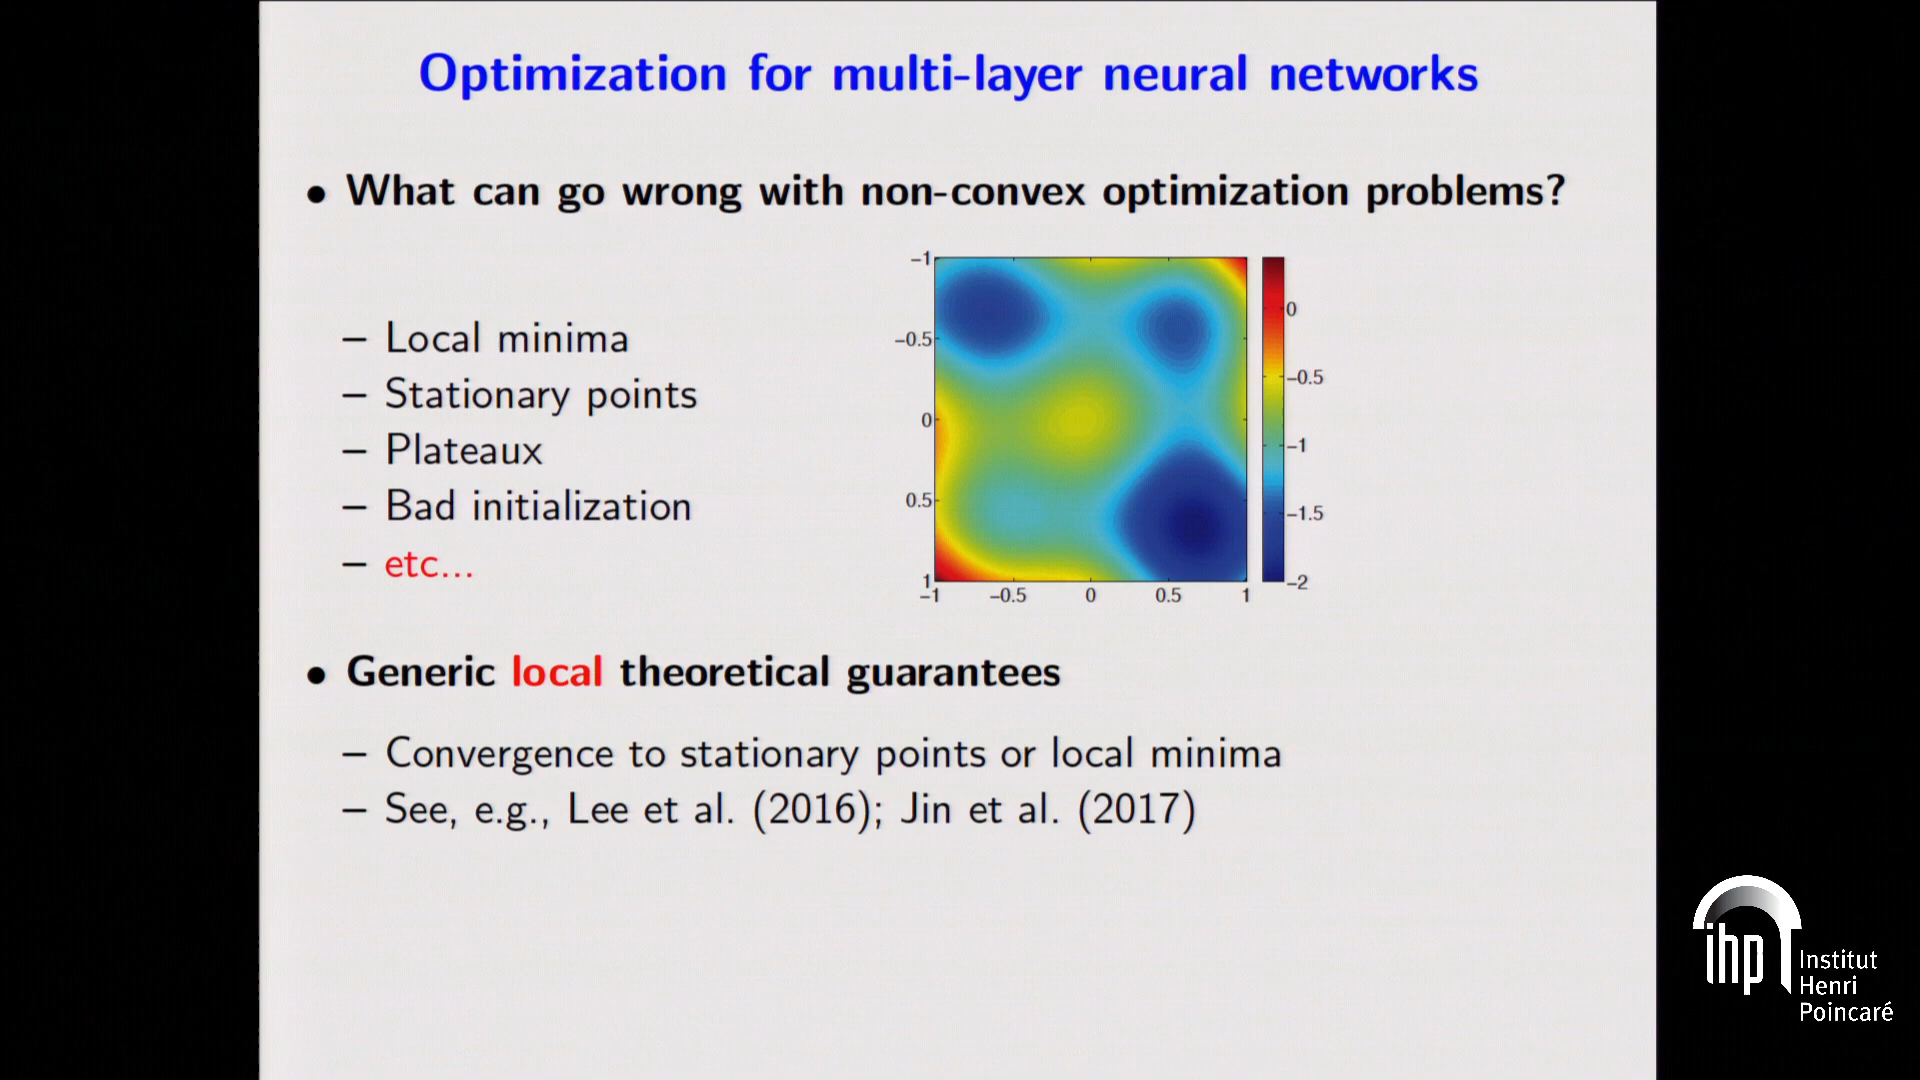 Optimization for multi-layer neural networks
• What can go wrong with non-convex optimization problems?
– Local minima
– Stationary points
– Plateaux
– Bad initialization
– etc...
−1
−0.5
0
0.5
1
−1 −0.5 0 0.5 1
0
−0.5
−1
−1.5
−2
• Generic local theoretical guarantees
– Convergence to stationary points or local minima
– See, e.g., Lee et al. (2016); Jin et al. (2017)
ihp
Institut
Henri
Poincaré